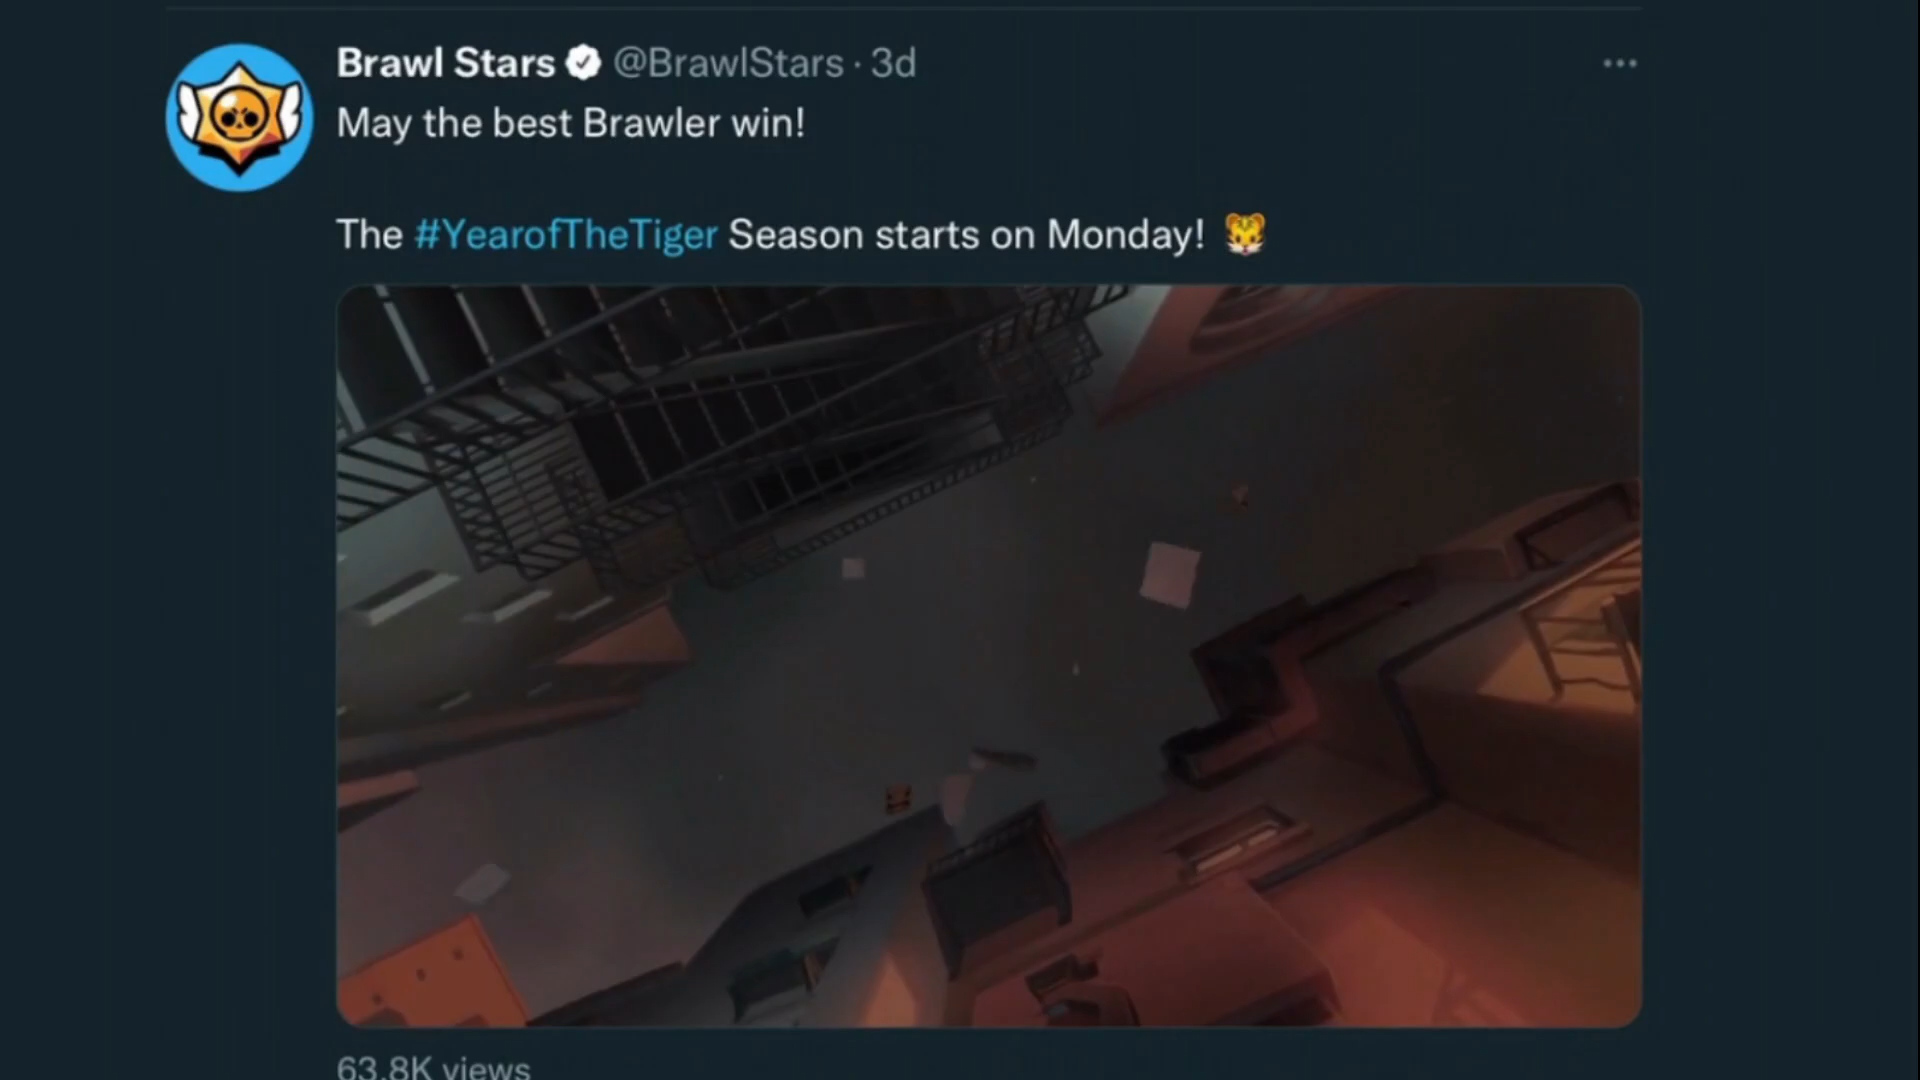 Brawl Stars @BrawlStars · 3d
May the best Brawler win!
The #YearofTheTiger Season starts on Monday! 🐯
63.8K views